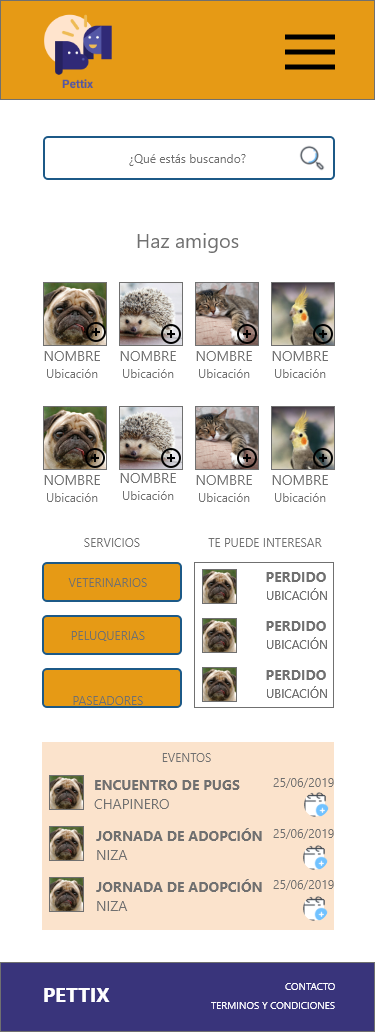 Pettix
¿Qué estás buscando?
Haz amigos
NOMBRE NOMBRE NOMBRE NOMBRE
Ubicación Ubicación Ubicación Ubicación
NOMBRE NOMBRE NOMBRE NOMBRE
Ubicación Ubicación Ubicación Ubicación
SERVICIOS
VETERINARIOS
PELUQUERIAS
PASEADORES
TE PUEDE INTERESAR
PERDIDO
UBICACIÓN
PERDIDO
UBICACIÓN
PERDIDO
UBICACIÓN
EVENTOS
ENCUENTRO DE PUGS 25/06/2019
CHAPINERO
JORNADA DE ADOPCIÓN 25/06/2019
NIZA
JORNADA DE ADOPCIÓN 25/06/2019
NIZA
PETTIX
CONTACTO
TERMINOS Y CONDICIONES